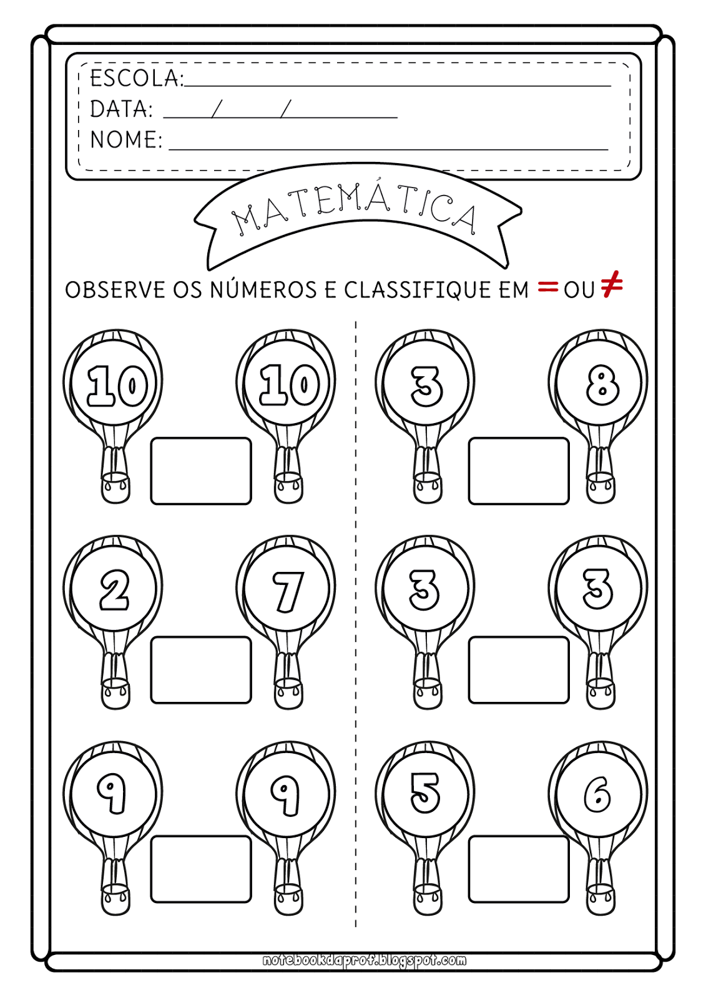 ESCOLA:
DATA: / /
NOME:
MATEMÁTICA
OBSERVE OS NÚMEROS E CLASSIFIQUE EM = OU ≠
10 10 3 8
2 7 3 3
9 9 5 6
notebookdaprof.blogspot.com